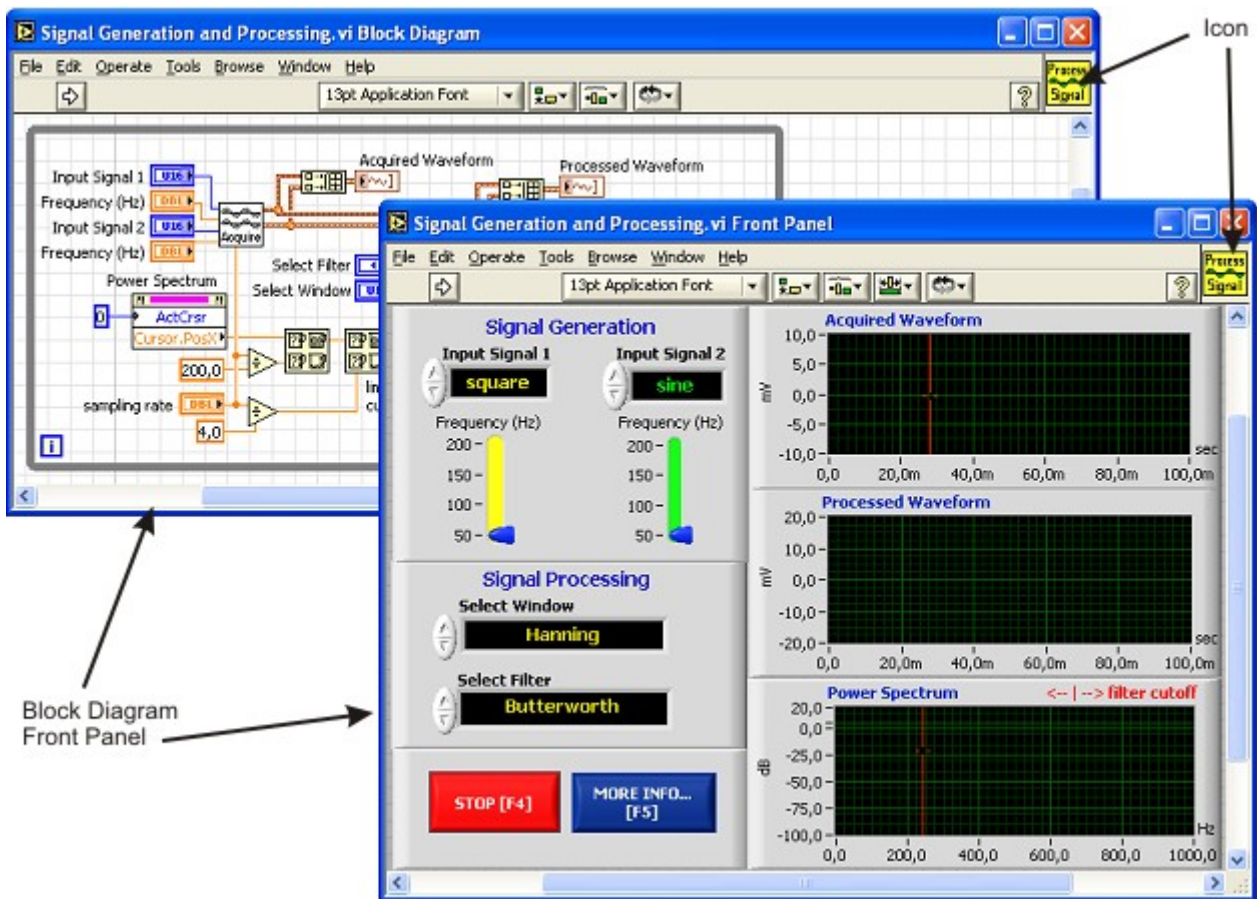 Signal Generation and Processing.vi Block Diagram
Icon
File Edit Operate Tools Browse Window Help
13pt Application Font
?
Process
Signal
Input Signal 1 U16
Frequency (Hz) DBL
Input Signal 2 U16
Frequency (Hz) DBL
Acquire
Acquired Waveform
Processed Waveform
Select Filter
Select Window
Power Spectrum
0
ActCrsr
Cursor.PosX
200,0
sampling rate DBL
4,0
i
Signal Generation and Processing.vi Front Panel
File Edit Operate Tools Browse Window Help
13pt Application Font
?
Process
Signal
Signal Generation
Input Signal 1
Input Signal 2
square
sine
Frequency (Hz)
Frequency (Hz)
200
150
100
50
200
150
100
50
Signal Processing
Select Window
Hanning
Select Filter
Butterworth
STOP [F4]
MORE INFO...
[F5]
Acquired Waveform
mV
10,0
5,0
0,0
-5,0
-10,0
sec
0,0 20,0m 40,0m 60,0m 80,0m 100,0m
Processed Waveform
mV
20,0
10,0
0,0
-10,0
-20,0
sec
0,0 20,0m 40,0m 60,0m 80,0m 100,0m
Power Spectrum
<-- | --> filter cutoff
dB
20,0
0,0
-25,0
-50,0
-75,0
-100,0
Hz
0,0 200,0 400,0 600,0 800,0 1000,0
Block Diagram
Front Panel